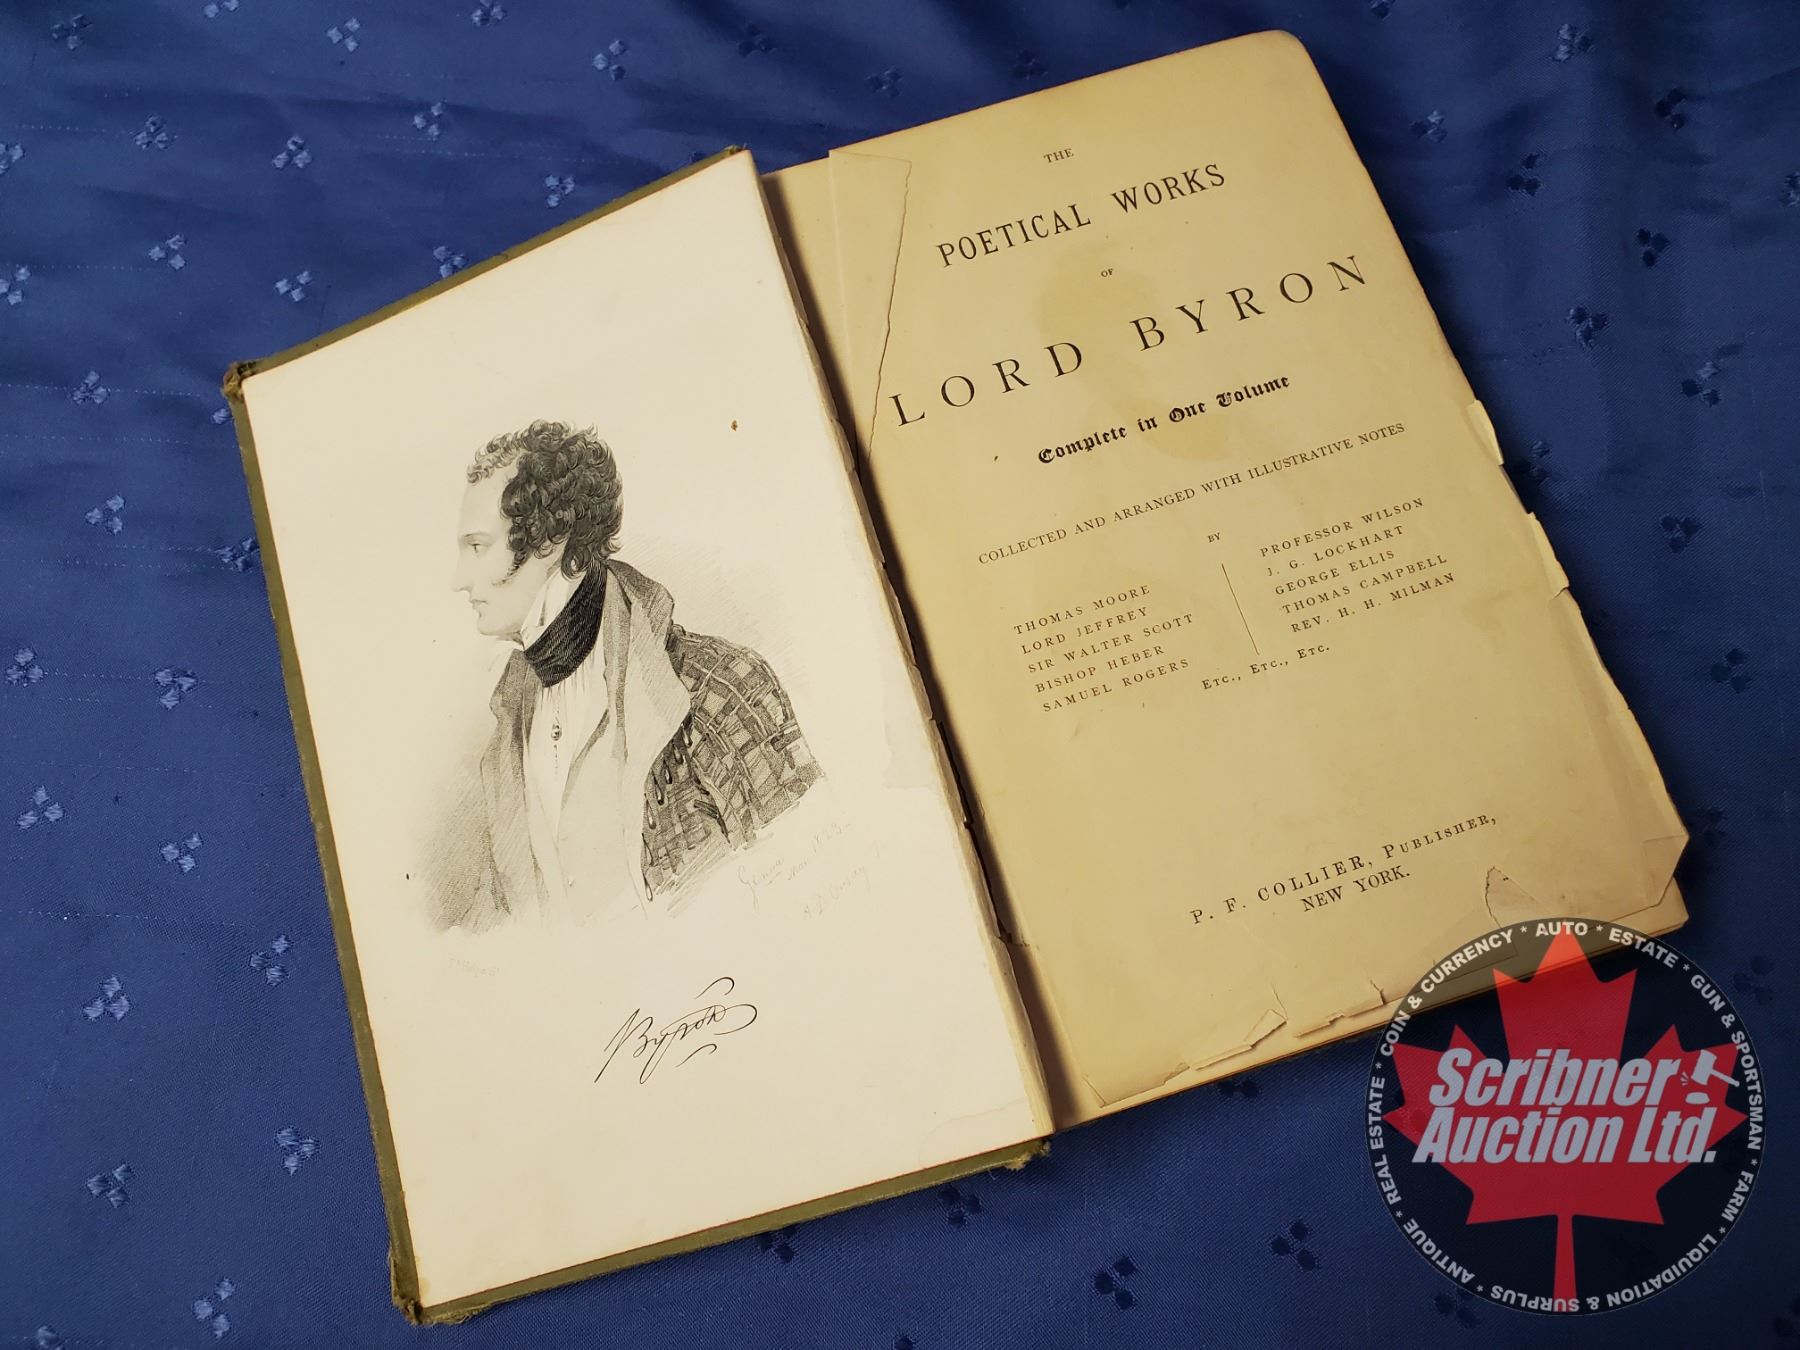 THE
POETICAL WORKS
OF
LORD BYRON
Complete in One Volume
COLLECTED AND ARRANGED WITH ILLUSTRATIVE NOTES
BY
THOMAS MOORE
LORD JEFFREY
SIR WALTER SCOTT
BISHOP HEBER
SAMUEL ROGERS
PROFESSOR WILSON
J. G. LOCKHART
GEORGE ELLIS
THOMAS CAMPBELL
REV. H. H. MILMAN
Etc., Etc., Etc.
P. F. COLLIER, Publisher,
NEW YORK.
Genoa
Byron
Scribner
Auction Ltd.
ANTIQUE * REAL ESTATE * COIN & CURRENCY * AUTO * ESTATE * GUN & SPORTSMAN * FARM * LIQUIDATION & SURPLUS *